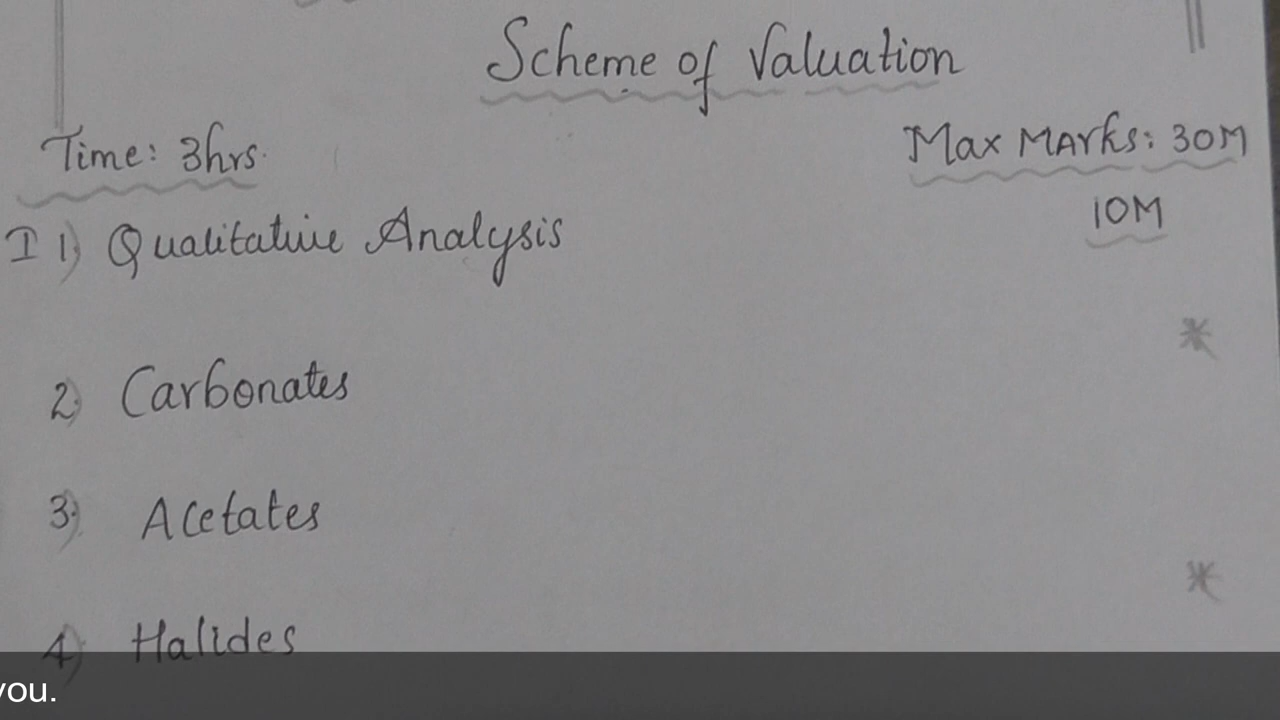 Scheme of Valuation
Time: 3hrs.
Max Marks: 30M
I 1) Qualitative Analysis
10M
*
2) Carbonates
3) Acetates
*
4) Halides
you.